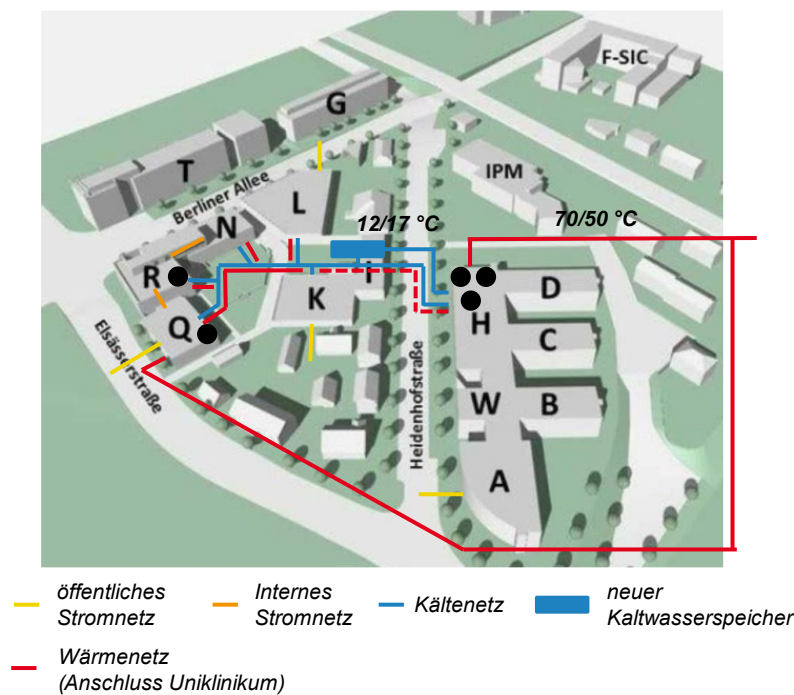 F-SIC
G
T
IPM
Berliner Allee
L
N
12/17 °C
70/50 °C
R
I
K
D
Q
H
C
Elsässerstraße
Heidenhofstraße
W
B
A
öffentliches
Stromnetz
Internes
Stromnetz
Kältenetz
neuer
Kaltwasserspeicher
Wärmenetz
(Anschluss Uniklinikum)